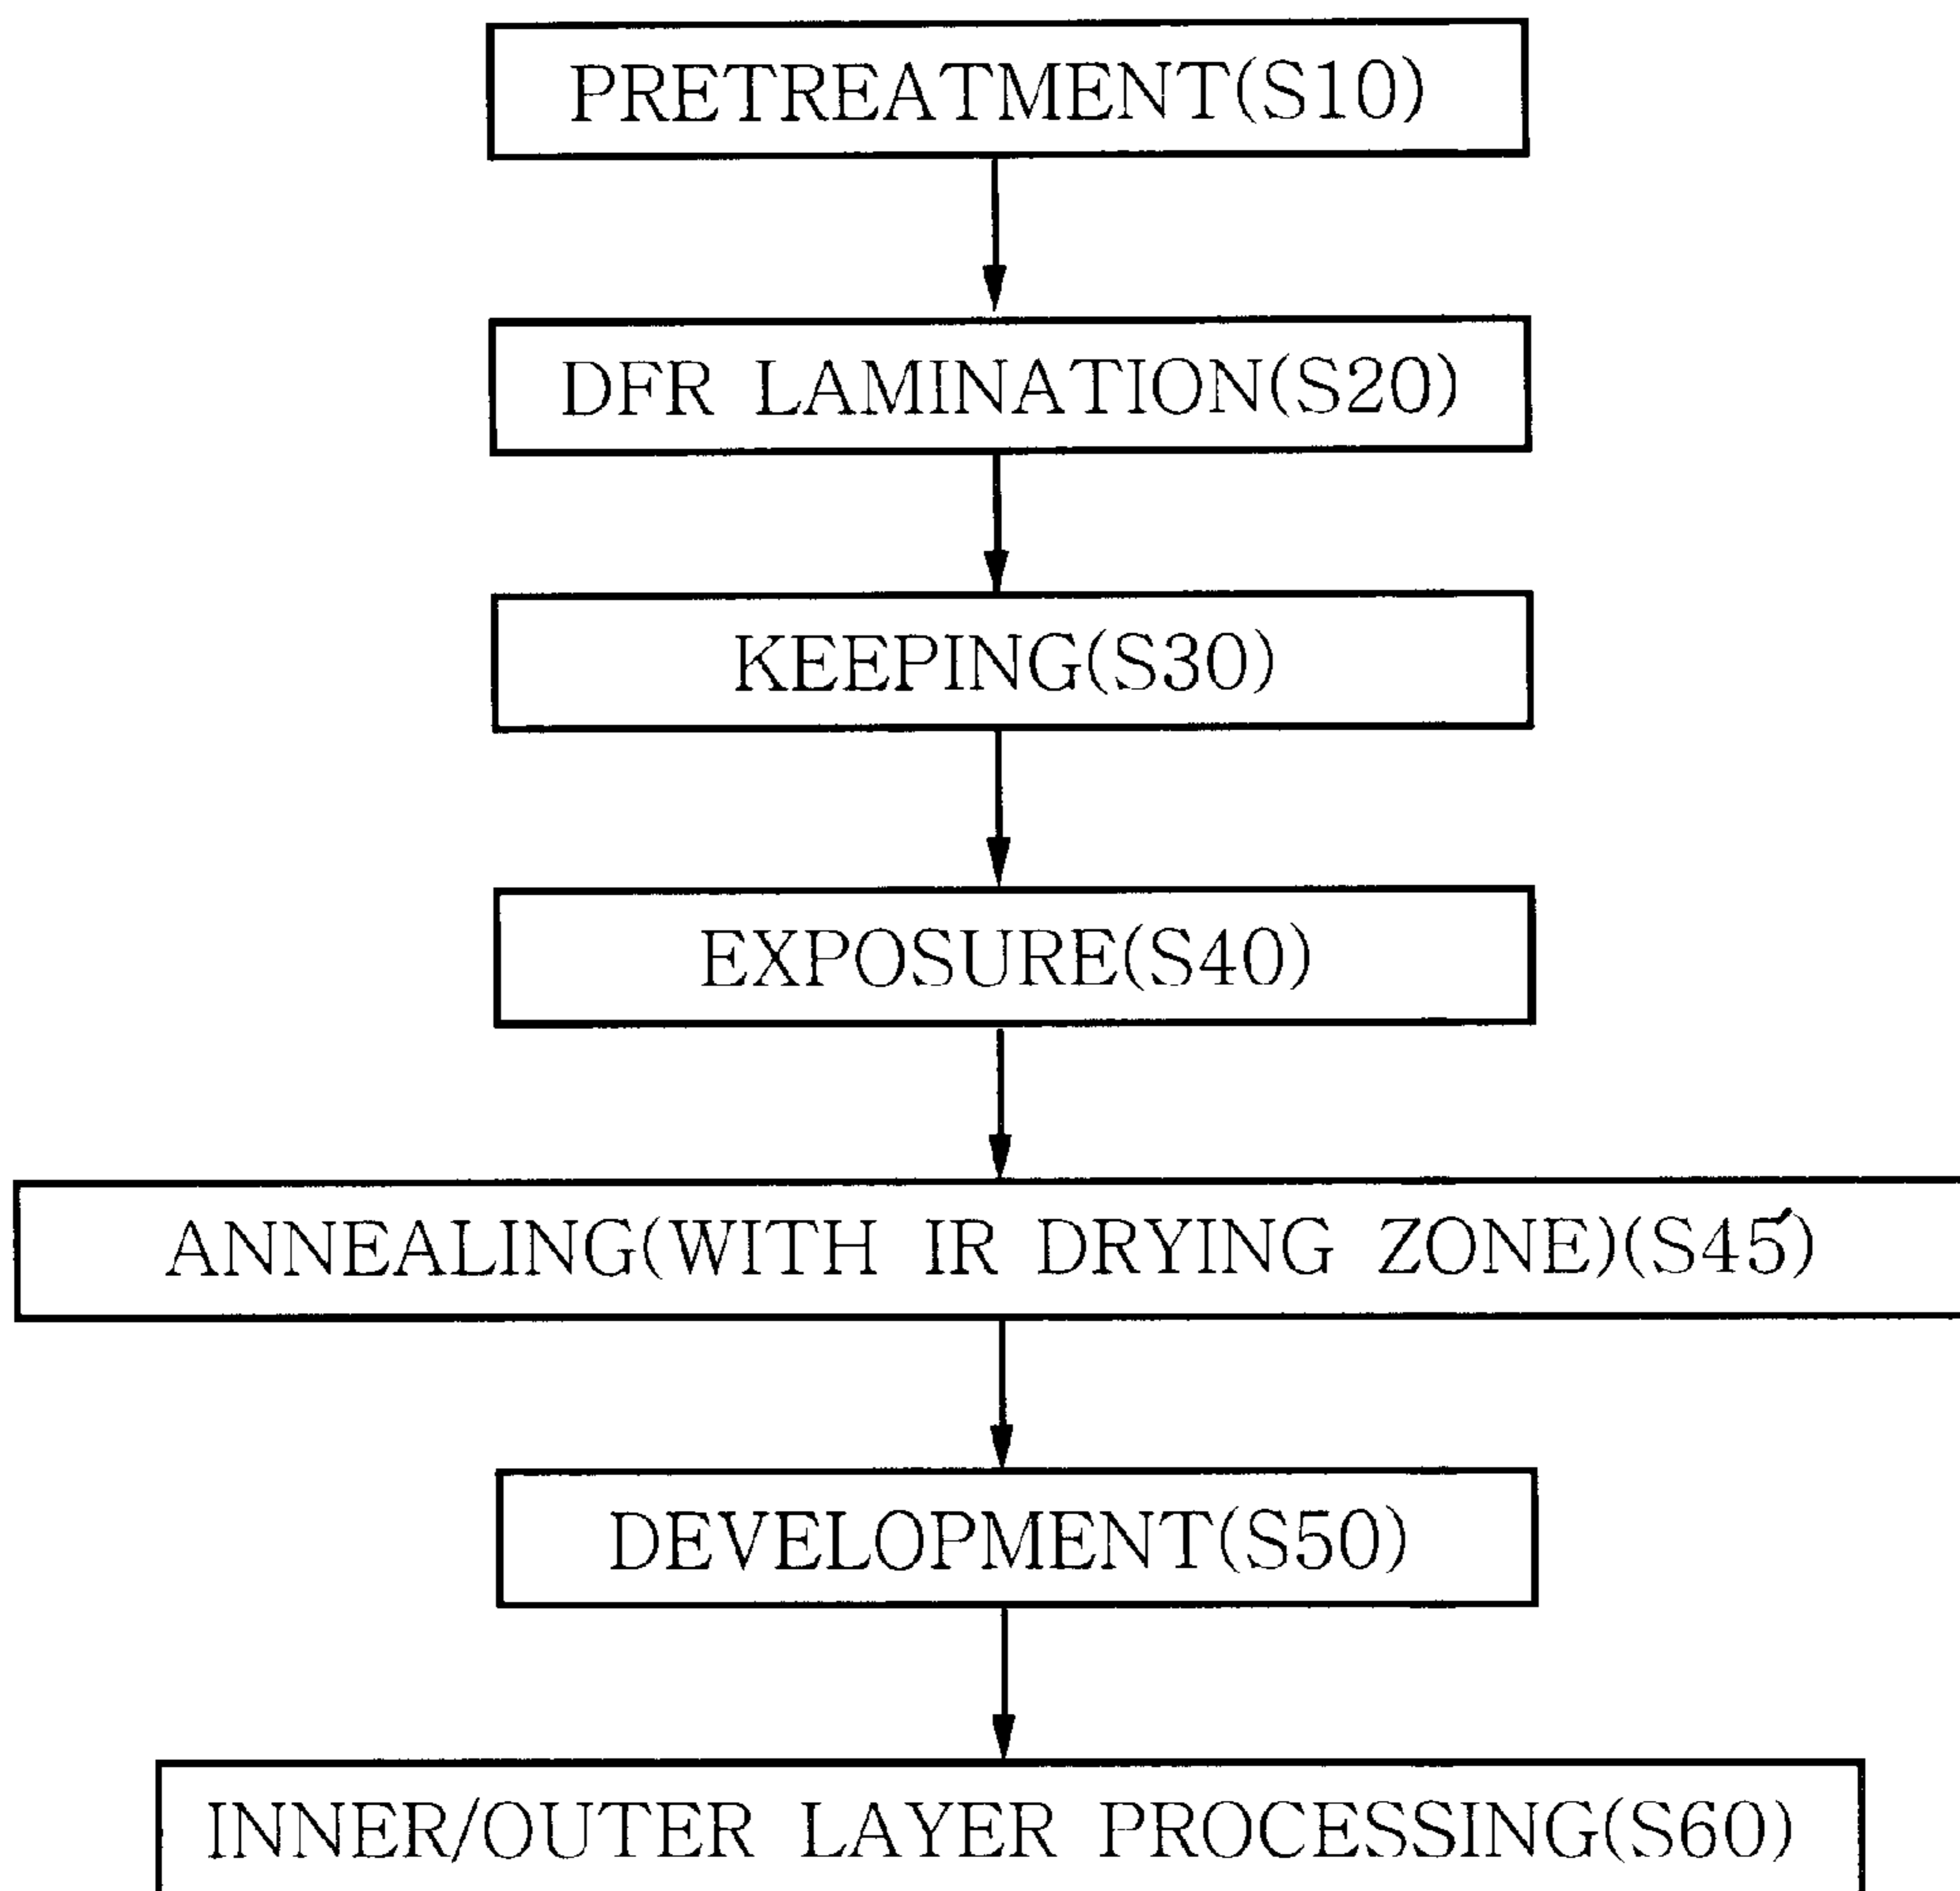 PRETREATMENT(S10)
DFR LAMINATION(S20)
KEEPING(S30)
EXPOSURE(S40)
ANNEALING(WITH IR DRYING ZONE)(S45)
DEVELOPMENT(S50)
INNER/OUTER LAYER PROCESSING(S60)